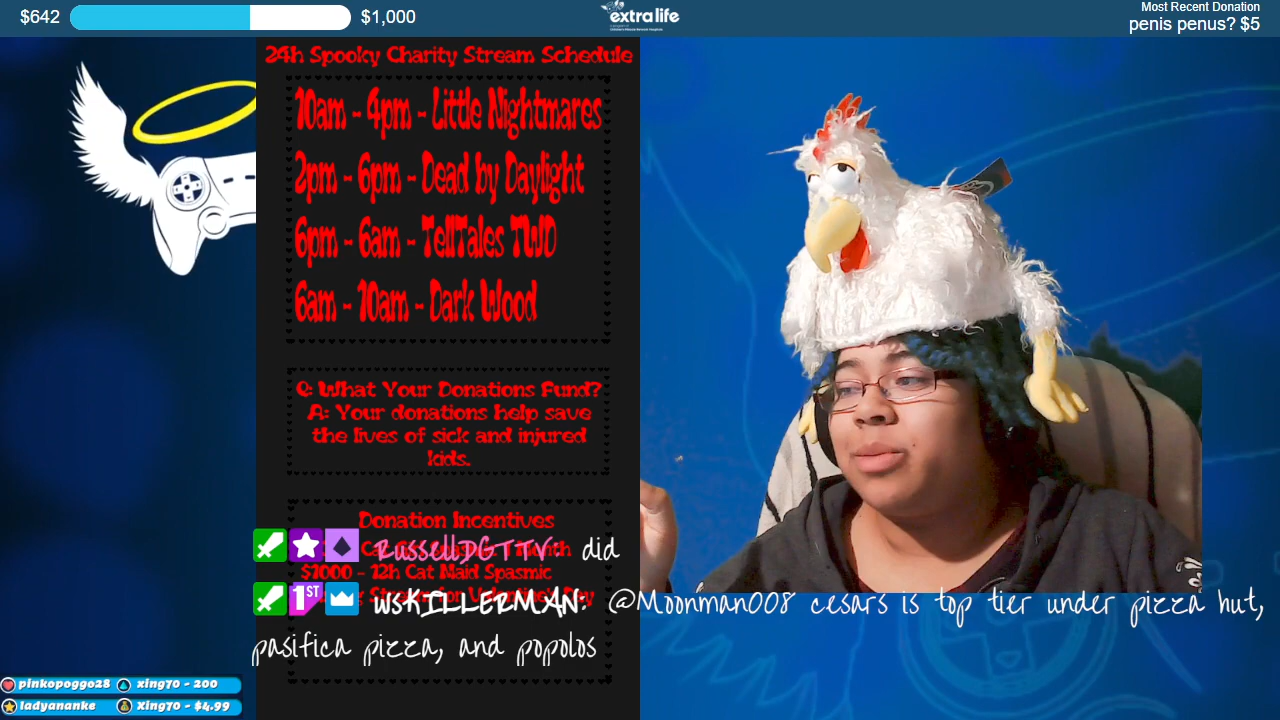 $642
$1,000
extralife
Most Recent Donation
penis penus? $5
24h Spooky Charity Stream Schedule
10am - 4pm - Little Nightmares
2pm - 6pm - Dead by Daylight
6pm - 6am - TellTales TWD
6am - 10am - Dark Wood
Q: What Your Donations Fund?
A: Your donations help save
the lives of sick and injured
kids.
Donation Incentives
RussellDGTTV: did
$1000 - 12h Cat Maid Spasmic
1ST wsKILLERMAN: @Moonman008 cesars is top tier under pizza hut,
pasifica pizza, and popolos
pinkopoggo28 xing70 - 200
ladyananke Xing70 - $4.99